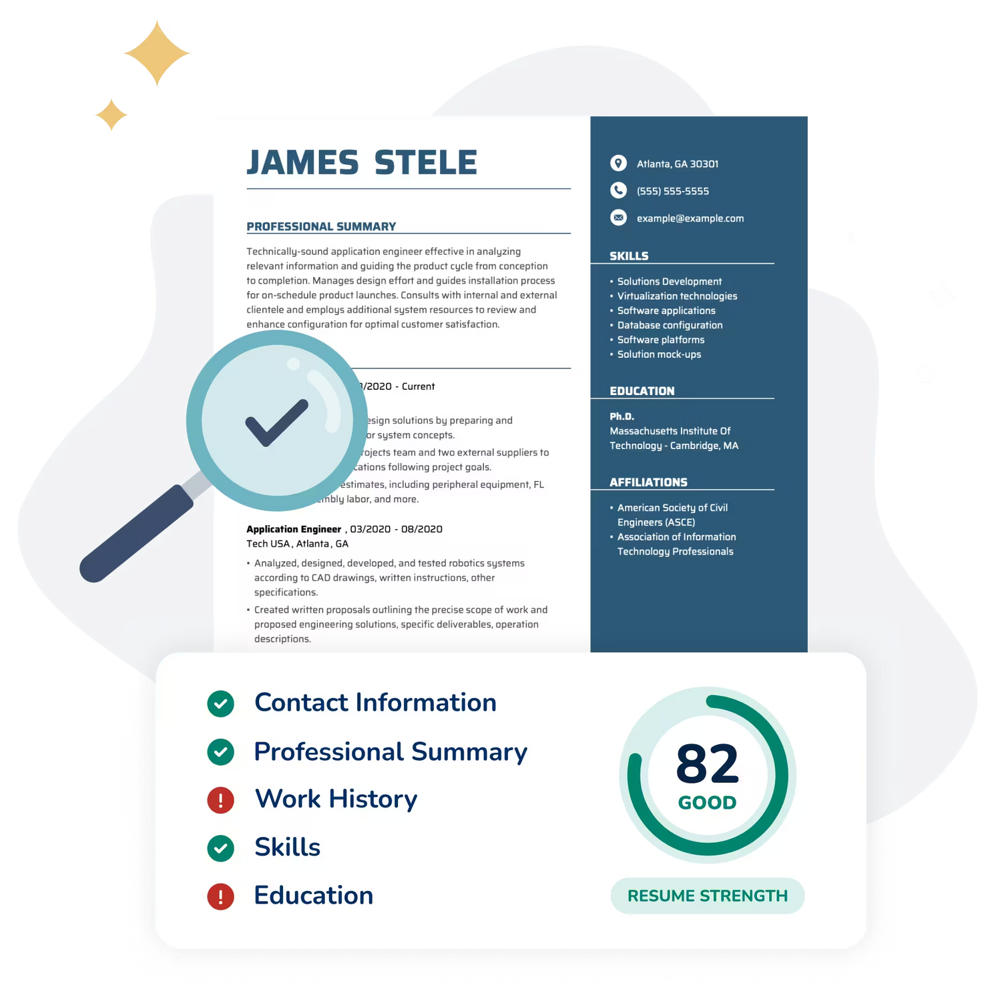 JAMES STELE
PROFESSIONAL SUMMARY
Technically-sound application engineer effective in analyzing
relevant information and guiding the product cycle from conception
to completion. Manages design effort and guides installation process
for on-schedule product launches. Consults with internal and external
clientele and employs additional system resources to review and
enhance configuration for optimal customer satisfaction.
/2020 - Current
esign solutions by preparing and
or system concepts.
rojects team and two external suppliers to
cations following project goals.
estimates, including peripheral equipment, FL
embly labor, and more.
Application Engineer , 03/2020 - 08/2020
Tech USA, Atlanta, GA
• Analyzed, designed, developed, and tested robotics systems
according to CAD drawings, written instructions, other
specifications.
• Created written proposals outlining the precise scope of work and
proposed engineering solutions, specific deliverables, operation
descriptions.
Atlanta, GA 30301
(555) 555-5555
example@example.com
SKILLS
• Solutions Development
• Virtualization technologies
• Software applications
• Database configuration
• Software platforms
• Solution mock-ups
EDUCATION
Ph.D.
Massachusetts Institute Of
Technology - Cambridge, MA
AFFILIATIONS
• American Society of Civil
Engineers (ASCE)
• Association of Information
Technology Professionals
Contact Information
Professional Summary
Work History
Skills
Education
82
GOOD
RESUME STRENGTH